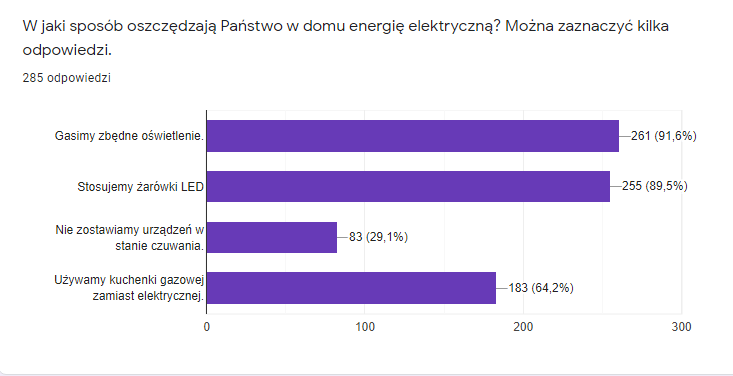 W jaki sposób oszczędzają Państwo w domu energię elektryczną? Można zaznaczyć kilka
odpowiedzi.
285 odpowiedzi
Gasimy zbędne oświetlenie.
261 (91,6%)
Stosujemy żarówki LED
255 (89,5%)
Nie zostawiamy urządzeń w
stanie czuwania.
83 (29,1%)
Używamy kuchenki gazowej
zamiast elektrycznej.
183 (64,2%)
0 100 200 300